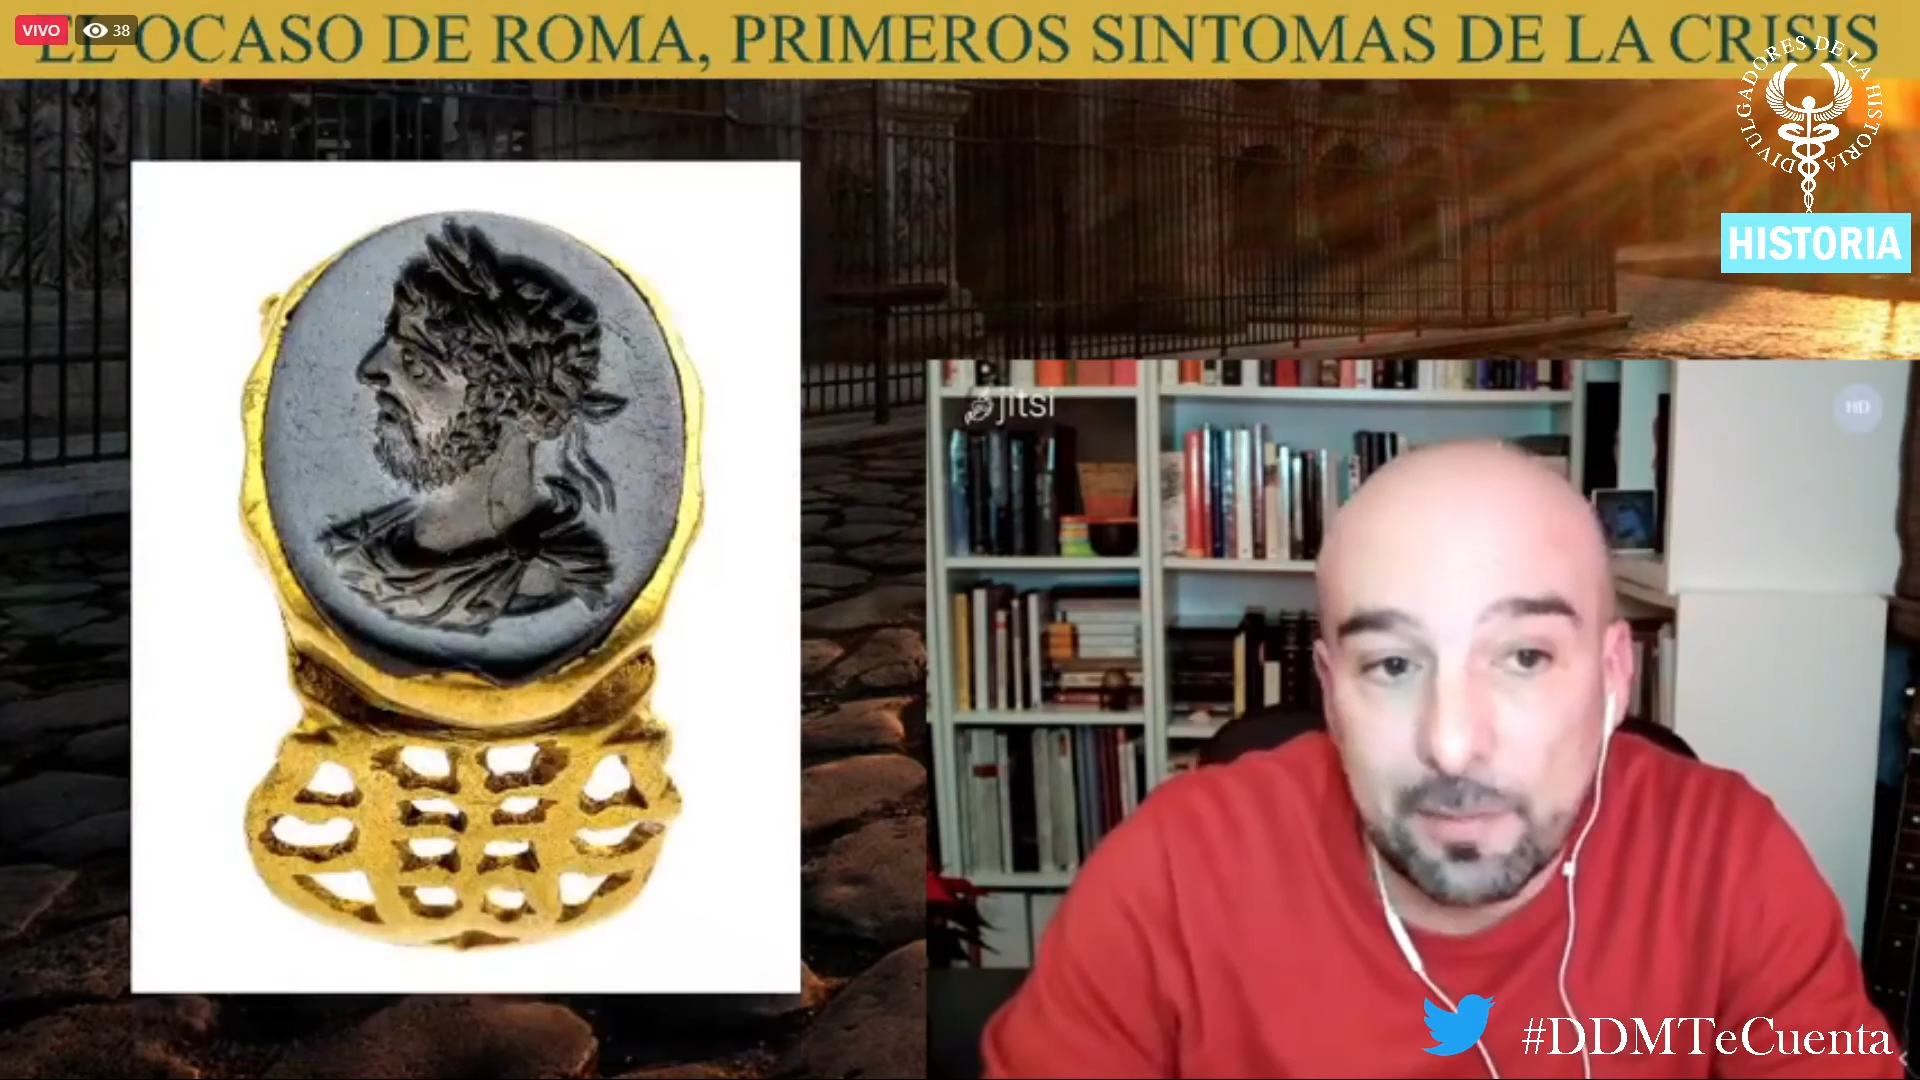 EL OCASO DE ROMA, PRIMEROS SINTOMAS DE LA CRISIS
VIVO 38
DIVULGADORES DE LA HISTORIA
HISTORIA
jitsi
HD
#DDMTeCuenta